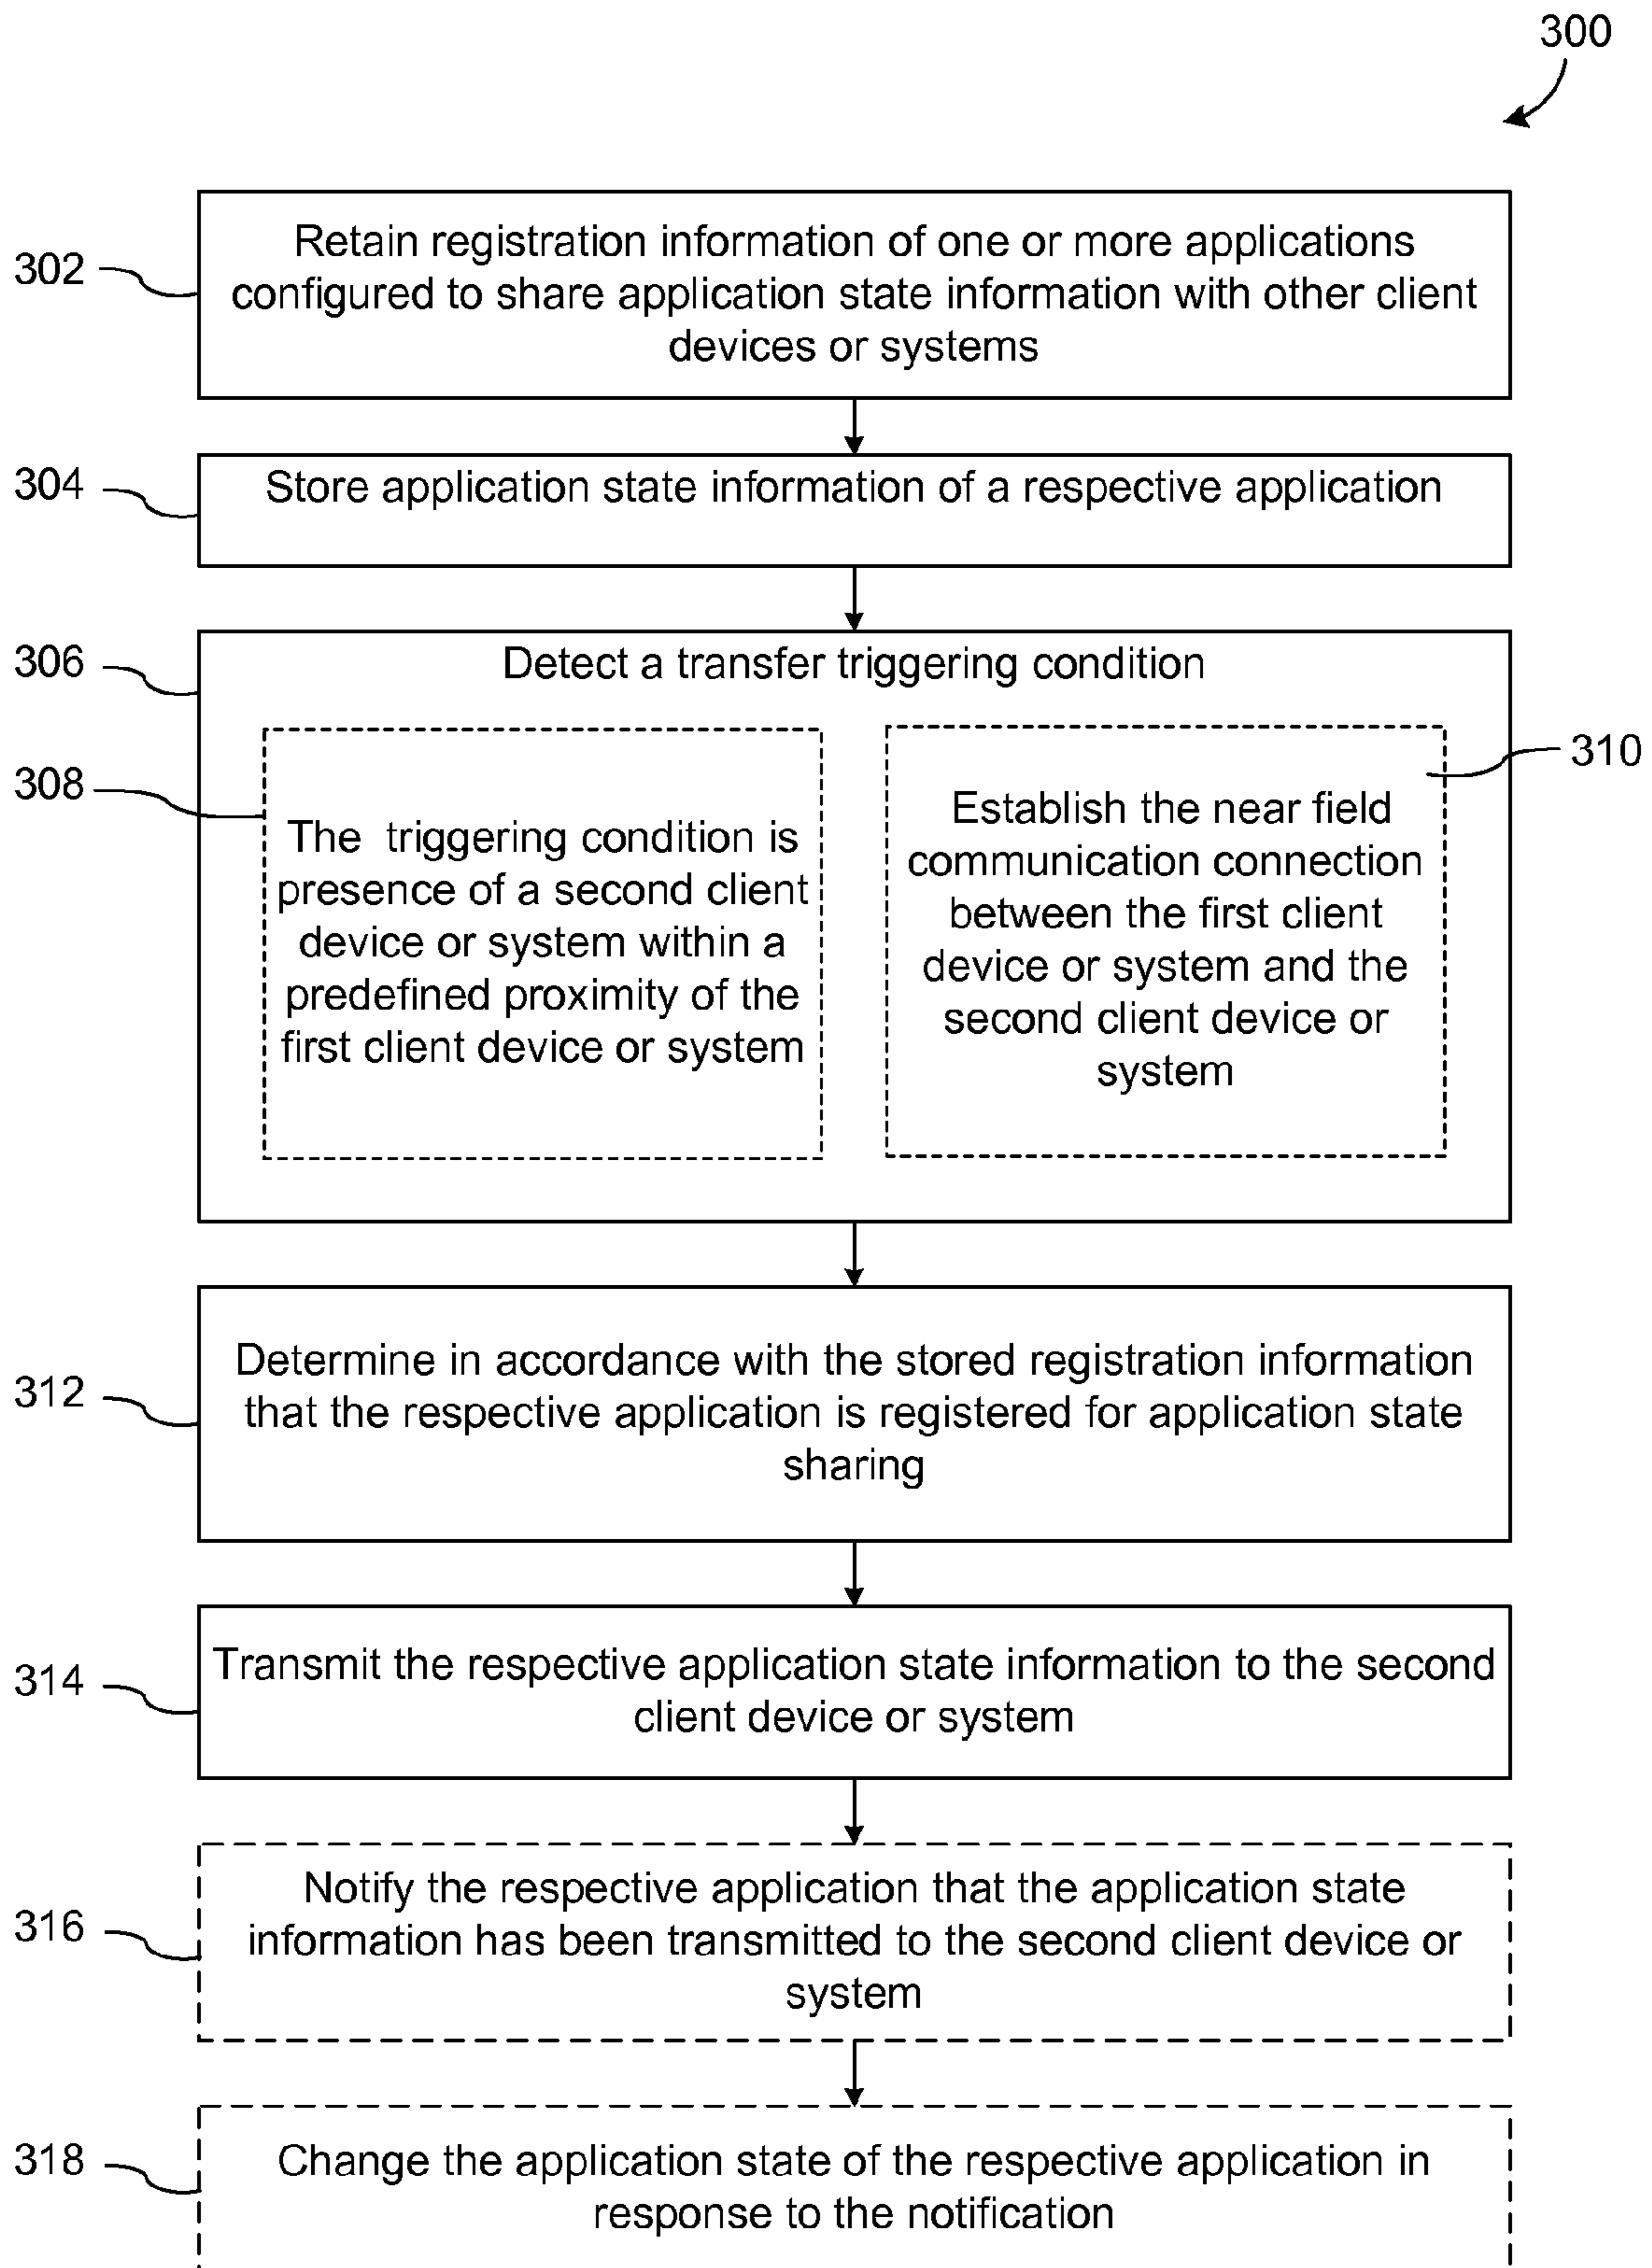 300
302
Retain registration information of one or more applications
configured to share application state information with other client
devices or systems
304
Store application state information of a respective application
306
Detect a transfer triggering condition
308
The triggering condition is
presence of a second client
device or system within a
predefined proximity of the
first client device or system
310
Establish the near field
communication connection
between the first client
device or system and the
second client device or
system
312
Determine in accordance with the stored registration information
that the respective application is registered for application state
sharing
314
Transmit the respective application state information to the second
client device or system
316
Notify the respective application that the application state
information has been transmitted to the second client device or
system
318
Change the application state of the respective application in
response to the notification